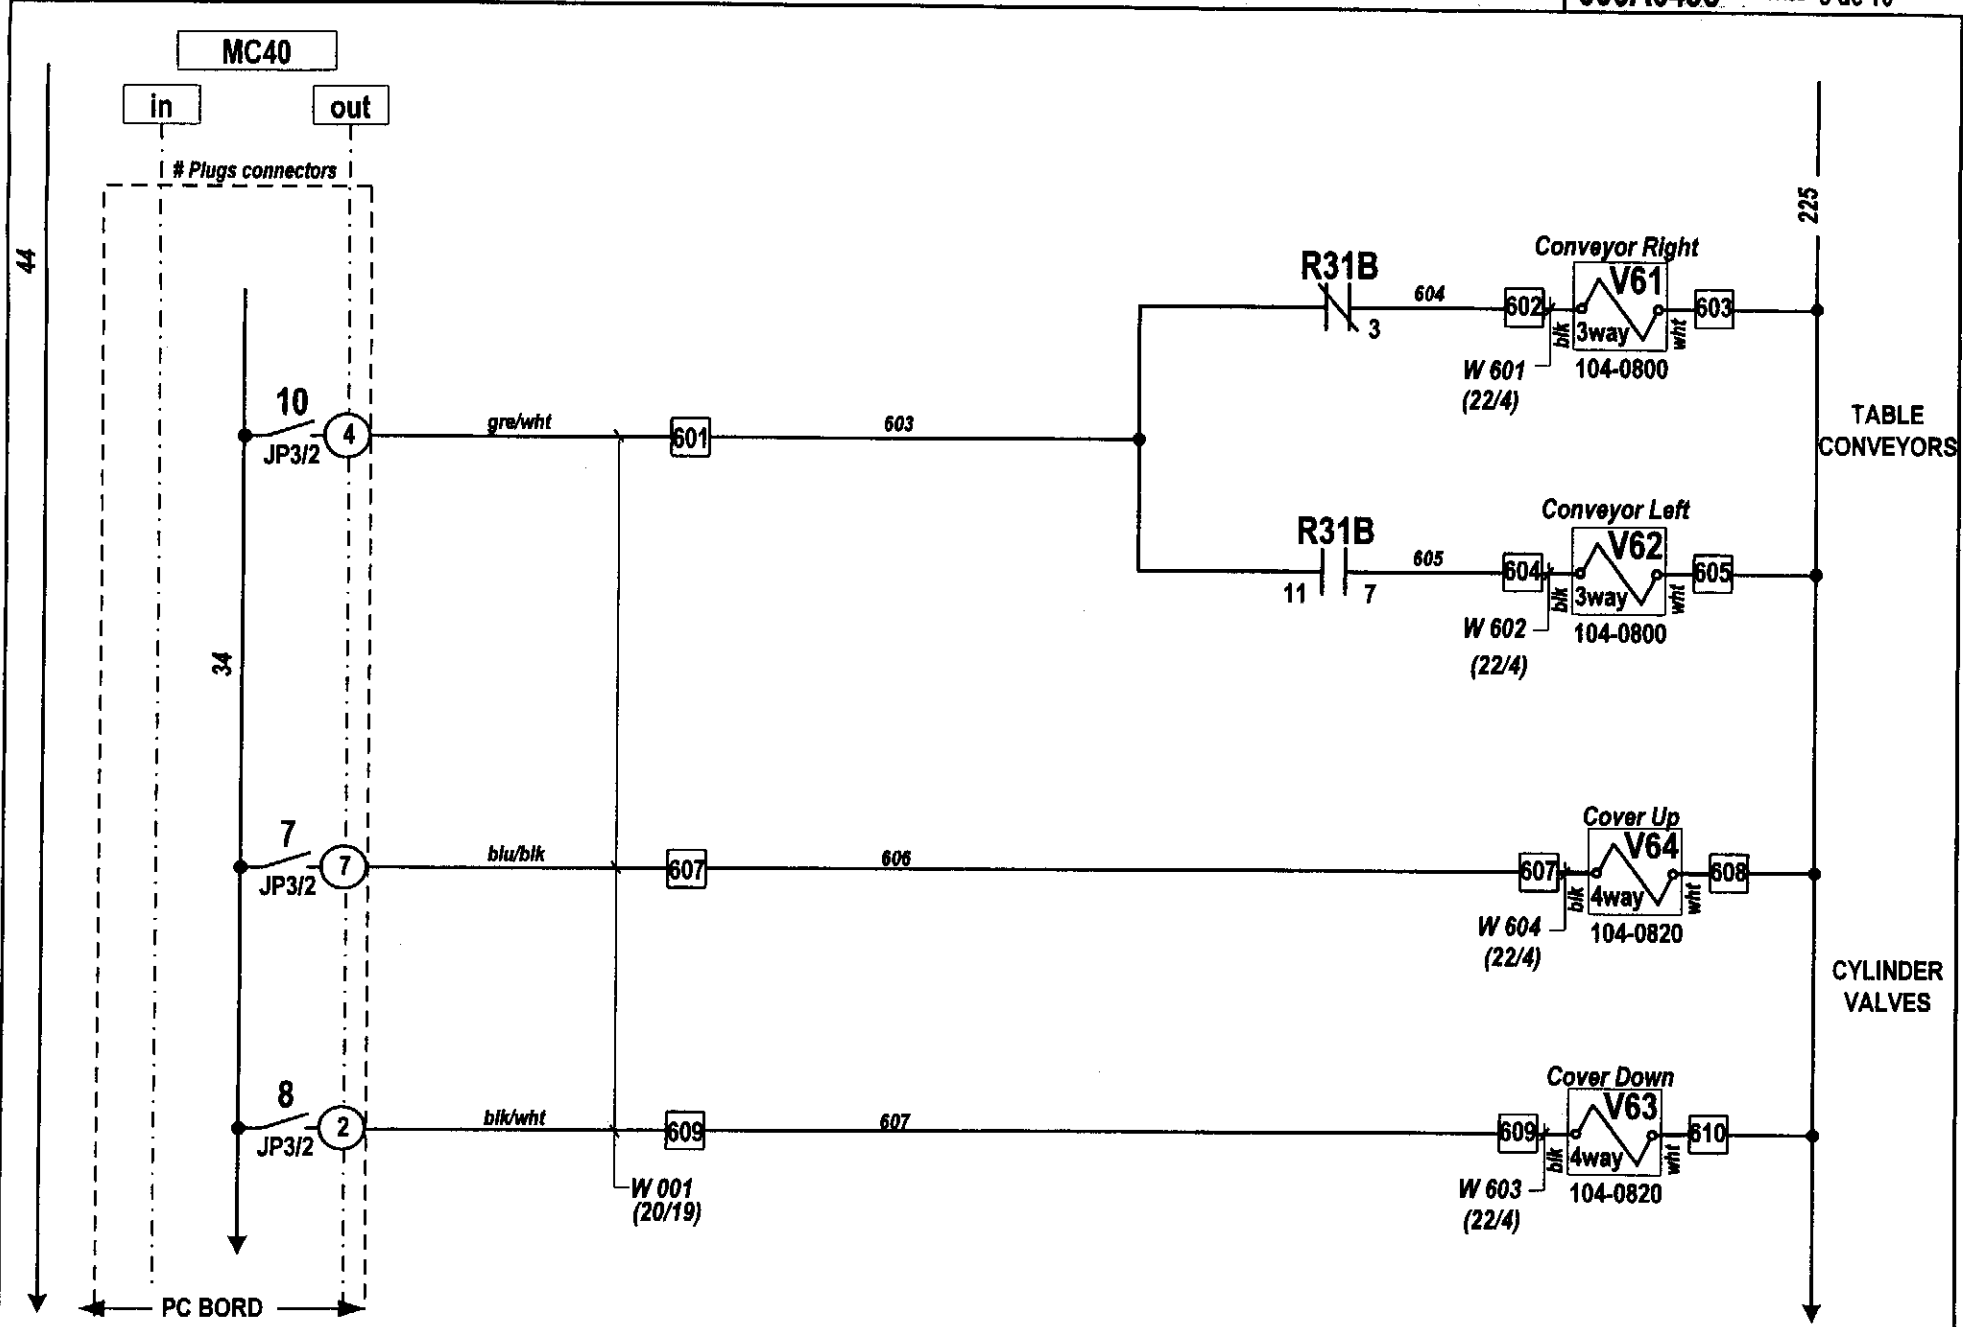 MC40
in
out
# Plugs connectors
44
225
Conveyor Right
R31B
V61
604
602
603
3
3way
blk
wht
W 601
104-0800
(22/4)
10
TABLE
CONVEYORS
4
gre/wht
601
603
JP3/2
Conveyor Left
R31B
V62
605
604
605
11
7
3way
blk
wht
W 602
104-0800
(22/4)
34
Cover Up
7
V64
7
blu/blk
607
606
607
608
JP3/2
4way
blk
wht
W 604
104-0820
(22/4)
CYLINDER
VALVES
Cover Down
8
V63
2
blk/wht
609
607
609
610
JP3/2
4way
blk
wht
W 001
W 603
104-0820
(20/19)
(22/4)
PC BORD